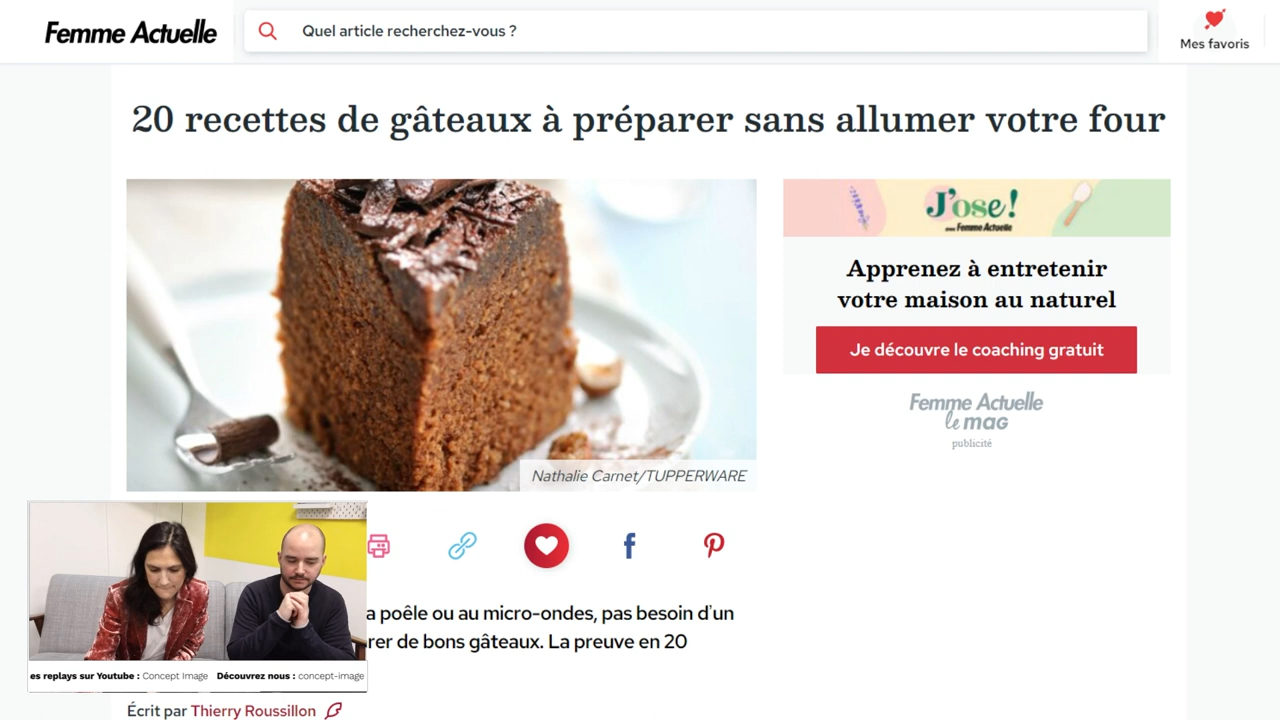 Femme Actuelle
Quel article recherchez-vous ?
Mes favoris
20 recettes de gâteaux à préparer sans allumer votre four
J'ose!
avec Femme Actuelle
Apprenez à entretenir
votre maison au naturel
Je découvre le coaching gratuit
Femme Actuelle
le mag
publicité
Nathalie Carnet/TUPPERWARE
a poêle ou au micro-ondes, pas besoin d'un
rer de bons gâteaux. La preuve en 20
es replays sur Youtube : Concept Image Découvrez nous : concept-image
Écrit par Thierry Roussillon